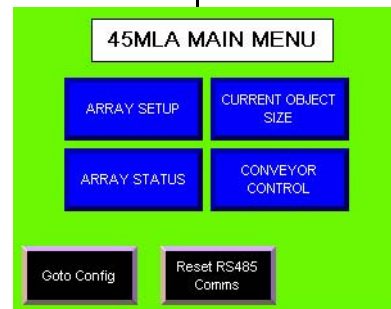 45MLA MAIN MENU
ARRAY SETUP
CURRENT OBJECT
SIZE
ARRAY STATUS
CONVEYOR
CONTROL
Goto Config
Reset RS485
Comms